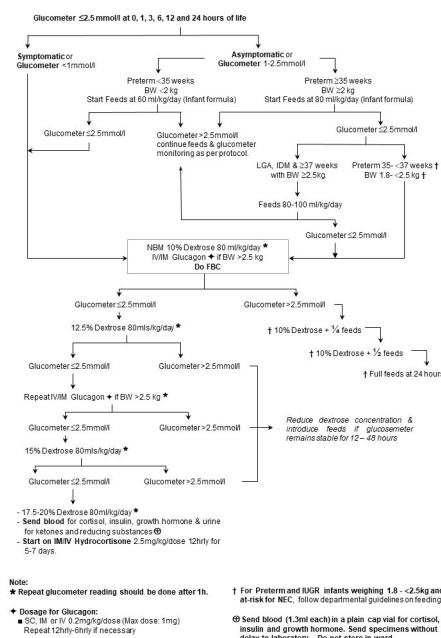 Glucometer ≤2.5mmol/l at 0, 1, 3, 6, 12 and 24 hours of life
Symptomatic or
Glucometer <1mmol/l
Asymptomatic or
Glucometer 1-2.5mmol/l
Preterm <35 weeks
BW <2 kg
Start Feeds at 60 ml/kg/day (Infant formula)
Preterm ≥35 weeks
BW ≥2 kg
Start Feeds at 80 ml/kg/day (Infant formula)
Glucometer ≤2.5mmol/l
Glucometer >2.5mmol/l
continue feeds & glucometer
monitoring as per protocol.
Glucometer ≤2.5mmol/l
LGA, IDM & ≥37 weeks
with BW ≥2.5kg
Preterm 35- <37 weeks †
BW 1.8- <2.5 kg †
Feeds 80-100 ml/kg/day
Glucometer ≤2.5mmol/l
NBM 10% Dextrose 80 ml/kg/day *
IV/IM Glucagon ✦ if BW >2.5 kg
Do FBC
Glucometer ≤2.5mmol/l
Glucometer >2.5mmol/l
12.5% Dextrose 80mls/kg/day *
† 10% Dextrose + ¼ feeds
† 10% Dextrose + ½ feeds
† Full feeds at 24 hours
Glucometer ≤2.5mmol/l
Glucometer >2.5mmol/l
Repeat IV/IM Glucagon ✦ if BW >2.5 kg *
Glucometer ≤2.5mmol/l
Glucometer >2.5mmol/l
Reduce dextrose concentration &
introduce feeds if glucosemeter
remains stable for 12 – 48 hours
15% Dextrose 80mls/kg/day *
Glucometer ≤2.5mmol/l
Glucometer >2.5mmol/l
- 17.5-20% Dextrose 80ml/kg/day *
- Send blood for cortisol, insulin, growth hormone & urine
for ketones and reducing substances ⊕
- Start on IM/IV Hydrocortisone 2.5mg/kg/dose 12hrly for
5-7 days.
Note:
* Repeat glucometer reading should be done after 1h.
✦ Dosage for Glucagon:
■ SC, IM or IV 0.2mg/kg/dose (Max dose: 1mg)
Repeat 12hrly-6hrly if necessary
† For Preterm and IUGR infants weighing 1.8 - <2.5kg and
at-risk for NEC, follow departmental guidelines on feeding
⊕ Send blood (1.3ml each) in a plain cap vial for cortisol,
insulin and growth hormone. Send specimens without
delay to laboratory. Do not store in ward